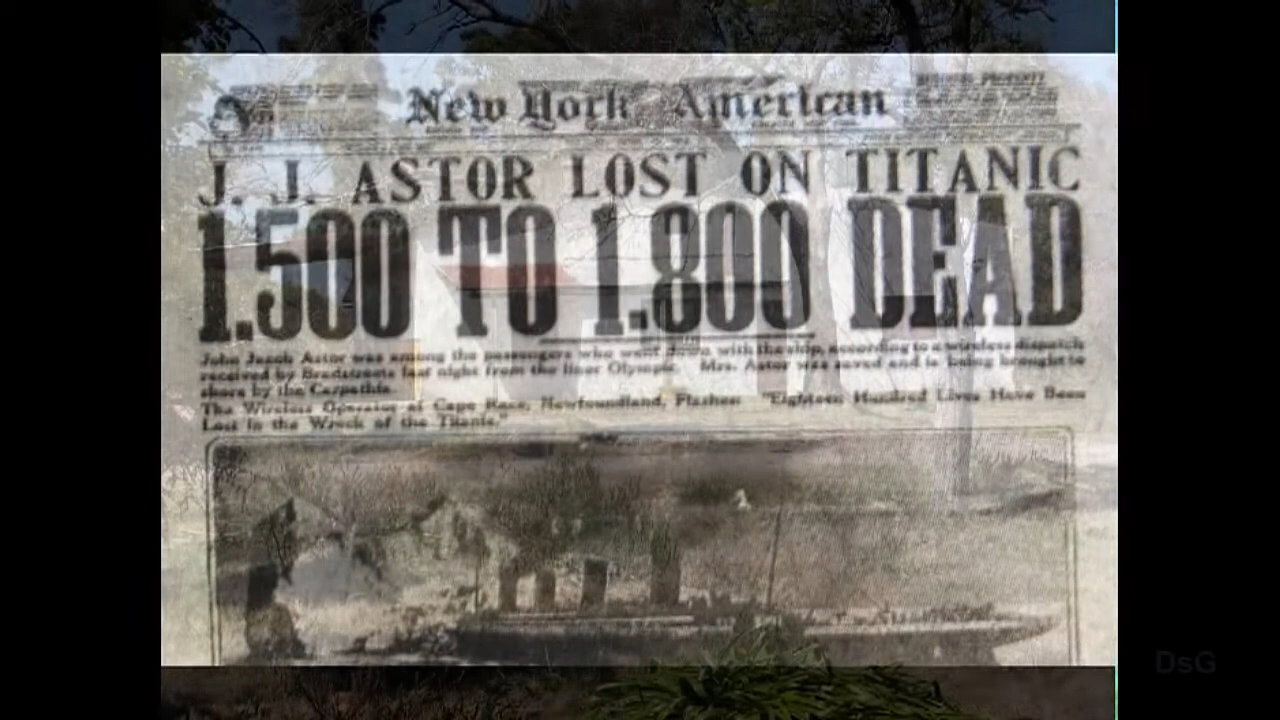 New York American
J. J. ASTOR LOST ON TITANIC
1.500 TO 1.800 DEAD
John Jacob Astor was among the passengers who went down with the ship, according to a wireless dispatch
received by Bradstreets last night from the liner Olympic. Mrs. Astor was saved and is being brought to
shore by the Carpathia.
The Wireless Operator at Cape Race, Newfoundland, Flashes: "Eighteen Hundred Lives Have Been
Lost in the Wreck of the Titanic."
DsG